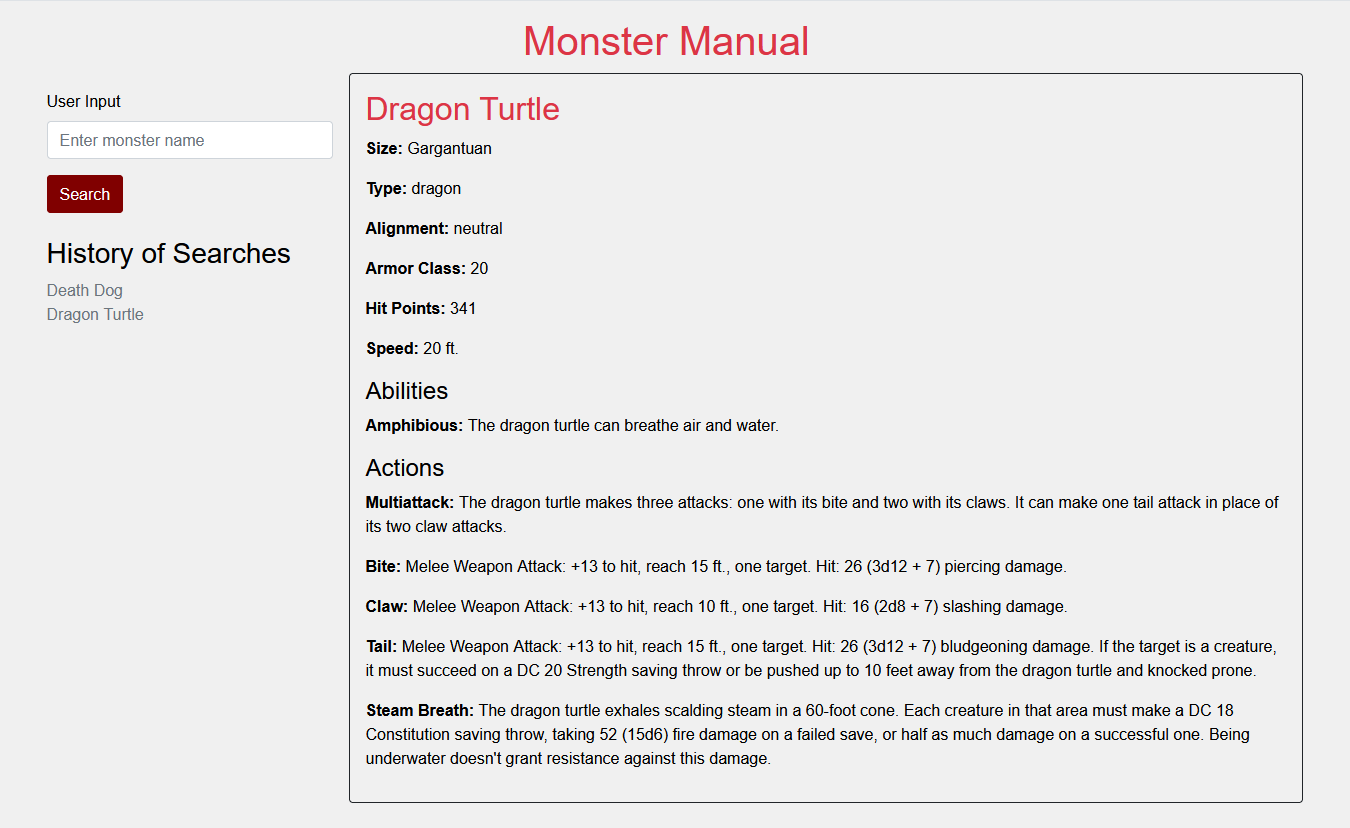 Monster Manual
User Input
Enter monster name
Search
History of Searches
Death Dog
Dragon Turtle
Dragon Turtle
Size: Gargantuan
Type: dragon
Alignment: neutral
Armor Class: 20
Hit Points: 341
Speed: 20 ft.
Abilities
Amphibious: The dragon turtle can breathe air and water.
Actions
Multiattack: The dragon turtle makes three attacks: one with its bite and two with its claws. It can make one tail attack in place of
its two claw attacks.
Bite: Melee Weapon Attack: +13 to hit, reach 15 ft., one target. Hit: 26 (3d12 + 7) piercing damage.
Claw: Melee Weapon Attack: +13 to hit, reach 10 ft., one target. Hit: 16 (2d8 + 7) slashing damage.
Tail: Melee Weapon Attack: +13 to hit, reach 15 ft., one target. Hit: 26 (3d12 + 7) bludgeoning damage. If the target is a creature,
it must succeed on a DC 20 Strength saving throw or be pushed up to 10 feet away from the dragon turtle and knocked prone.
Steam Breath: The dragon turtle exhales scalding steam in a 60-foot cone. Each creature in that area must make a DC 18
Constitution saving throw, taking 52 (15d6) fire damage on a failed save, or half as much damage on a successful one. Being
underwater doesn't grant resistance against this damage.